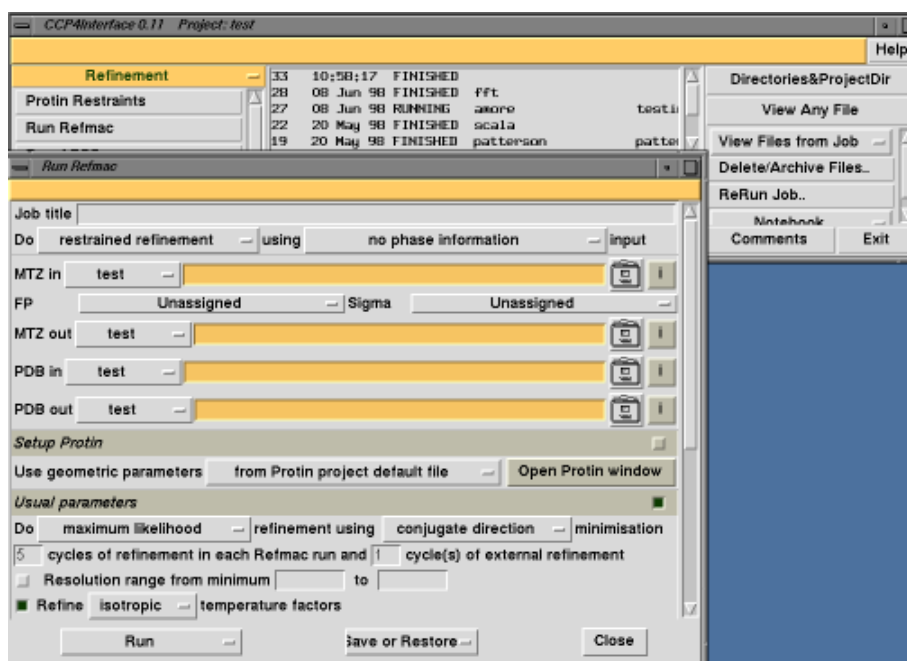 CCP4Interface 0.11 Project: test
Help
Refinement
33 10:58:17 FINISHED
28 08 Jun 98 FINISHED fft
27 08 Jun 98 RUNNING amore
22 20 May 98 FINISHED scala
19 20 May 98 FINISHED patterson
Protin Restraints
Run Refmac
Directories&ProjectDir
View Any File
View Files from Job
Delete/Archive Files..
ReRun Job..
Notebook
Comments Exit
Run Refmac
Job title
Do restrained refinement using no phase information input
MTZ in test i
FP Unassigned Sigma Unassigned
MTZ out test i
PDB in test i
PDB out test i
Setup Protin
Use geometric parameters from Protin project default file Open Protin window
Usual parameters
Do maximum likelihood refinement using conjugate direction minimisation
5 cycles of refinement in each Refmac run and 1 cycle(s) of external refinement
Resolution range from minimum to
Refine isotropic temperature factors
Run Save or Restore Close